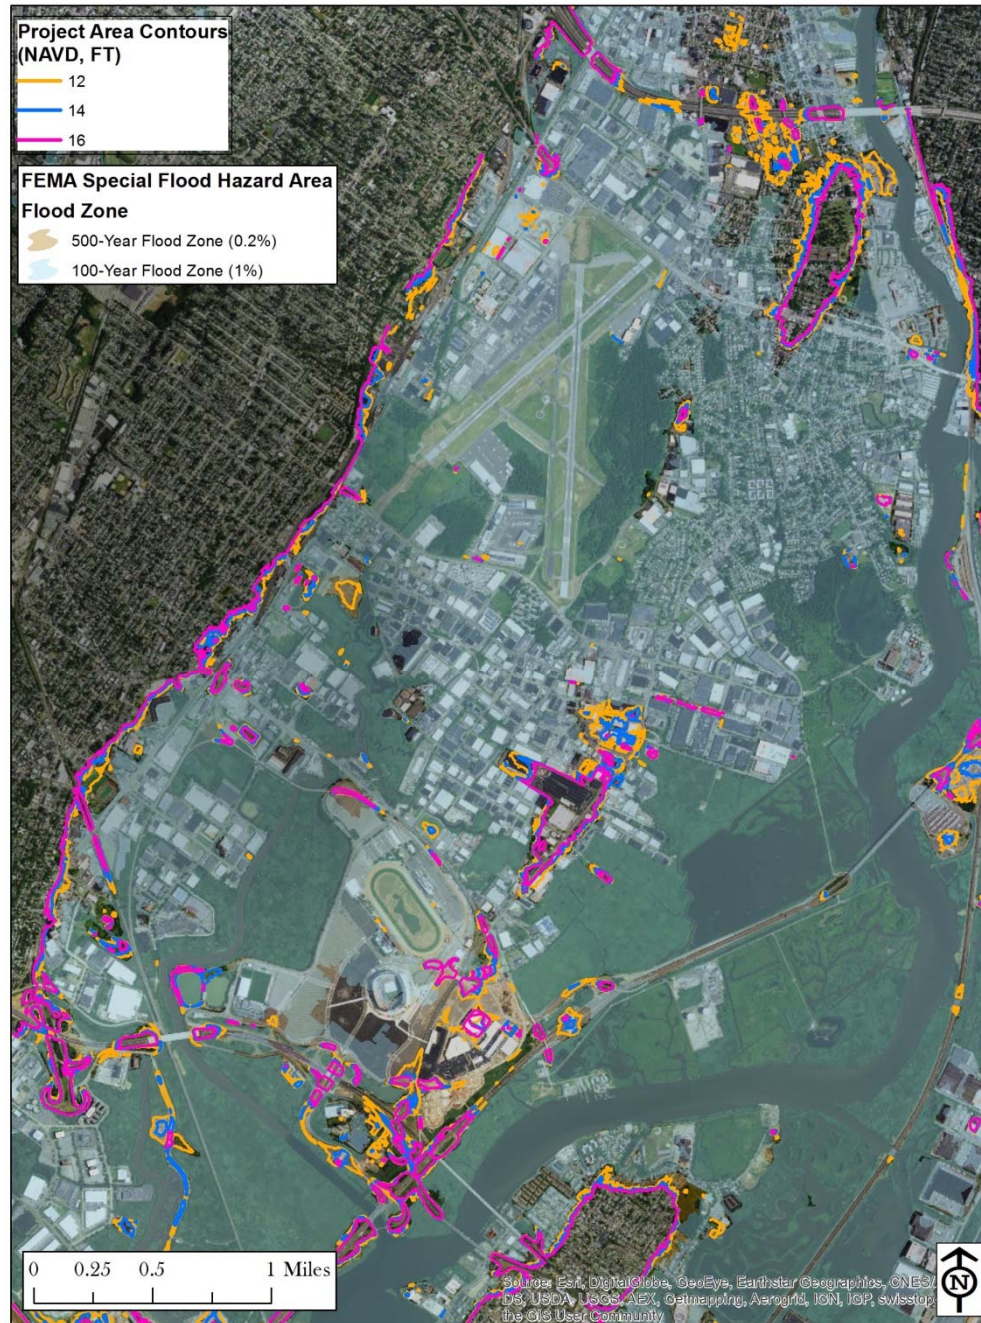 Project Area Contours
(NAVD, FT)
12
14
16
FEMA Special Flood Hazard Area
Flood Zone
500-Year Flood Zone (0.2%)
100-Year Flood Zone (1%)
0 0.25 0.5 1 Miles
Source: Esri, DigitalGlobe, GeoEye, Earthstar Geographics, CNES/
DS, USDA, USGS, AEX, Getmapping, Aerogrid, IGN, IGP, swisstop
the GIS User Community
N